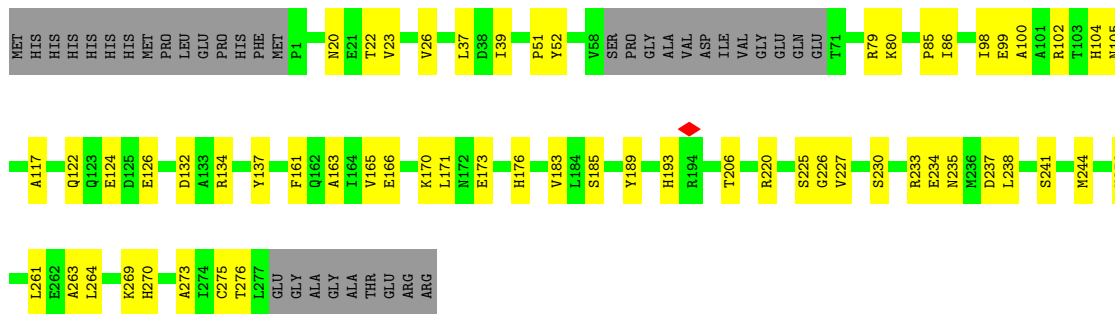 MET HIS HIS HIS HIS HIS HIS MET PRO LEU GLU PRO HIS PHE MET P1 N20 E21 T22 V23 V26 L37 D38 I39 P51 Y52 V58 SER PRO GLY ALA VAL ASP ILE VAL GLY GLU GLN GLU T71 R79 K80 P85 I86 I98 E99 A100 A101 R102 T103 H104 N105
A117 Q122 Q123 E124 D125 E126 D132 A133 R134 Y137 F161 Q162 A163 I164 V165 E166 K170 L171 N172 E173 H176 V183 L184 S185 Y189 H193 R194 T206 R220 S225 G226 V227 S230 R233 E234 N235 M236 D237 L238 S241 M244
L261 E262 A263 L264 K269 H270 A273 I274 C275 T276 L277 GLU GLY ALA GLY ALA THR GLU ARG ARG